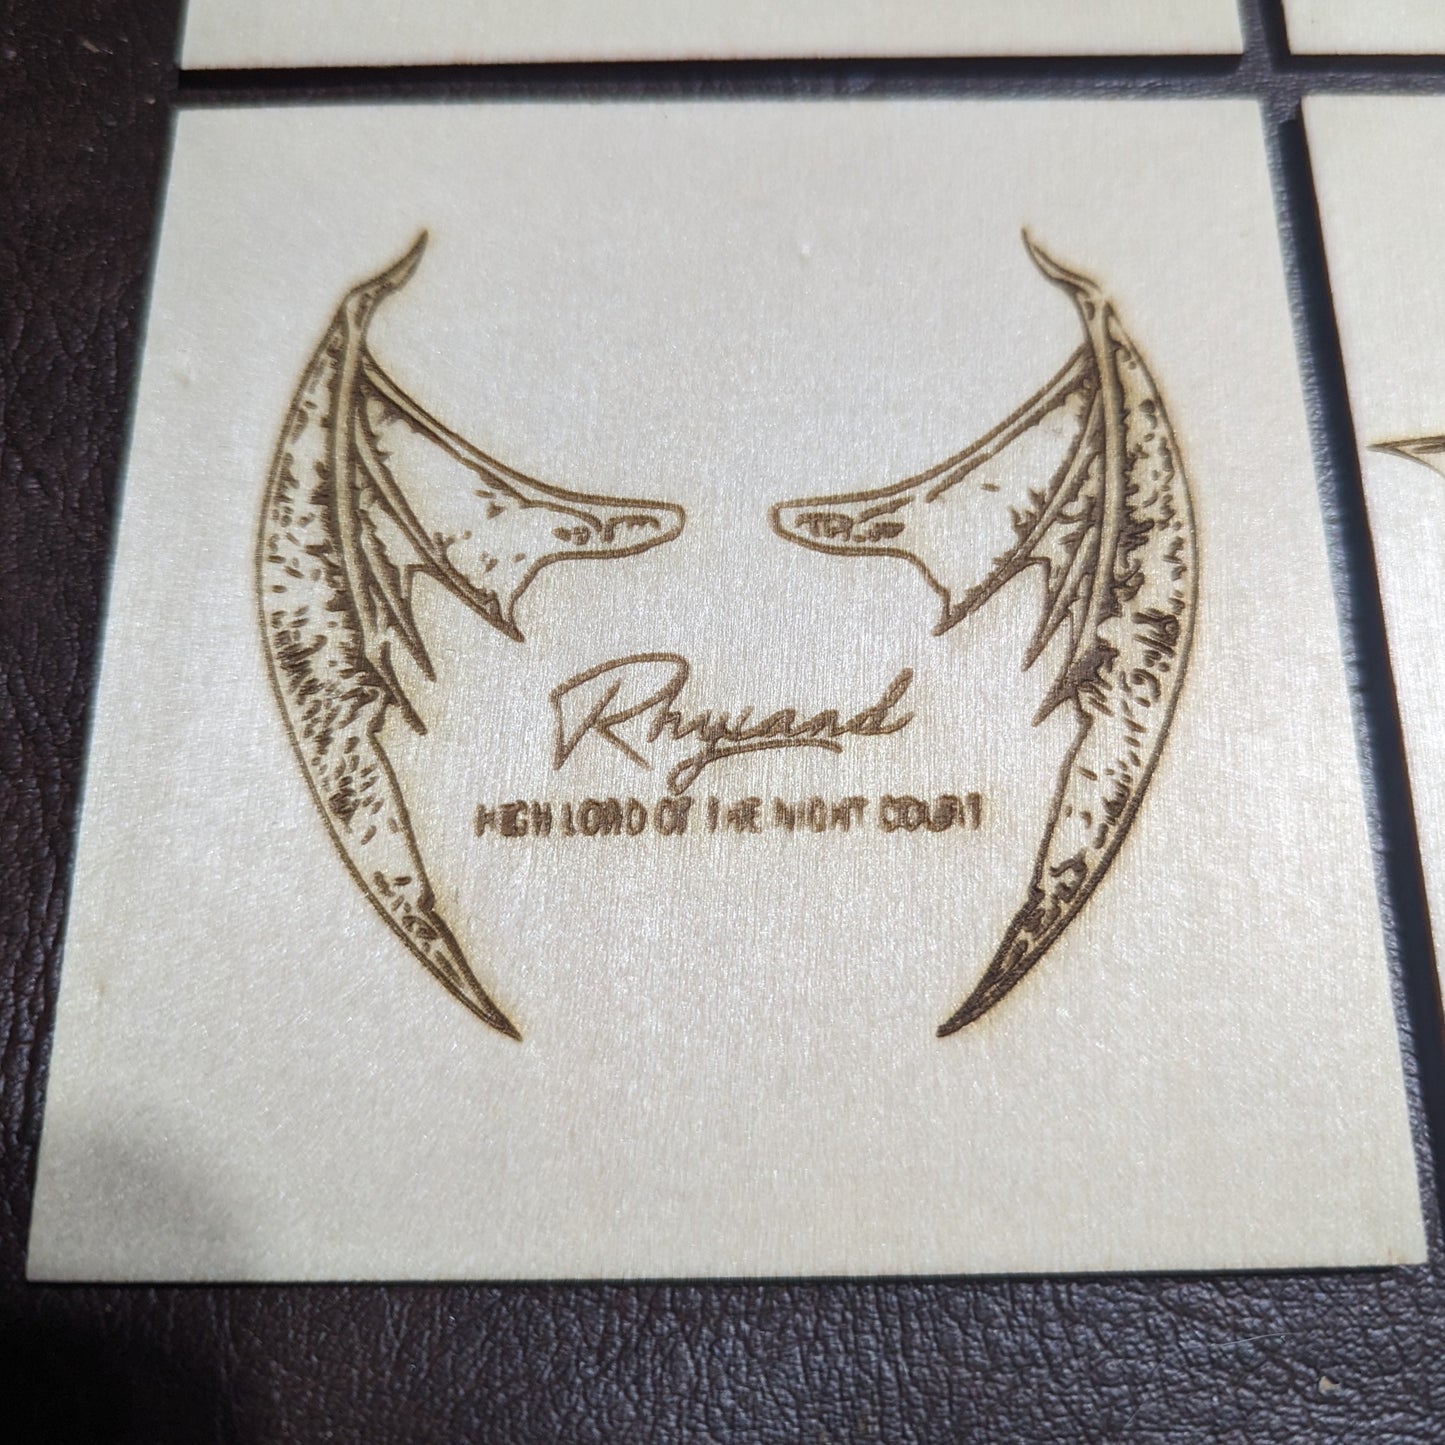 Rhysand
HIGH LORD OF THE NIGHT COURT